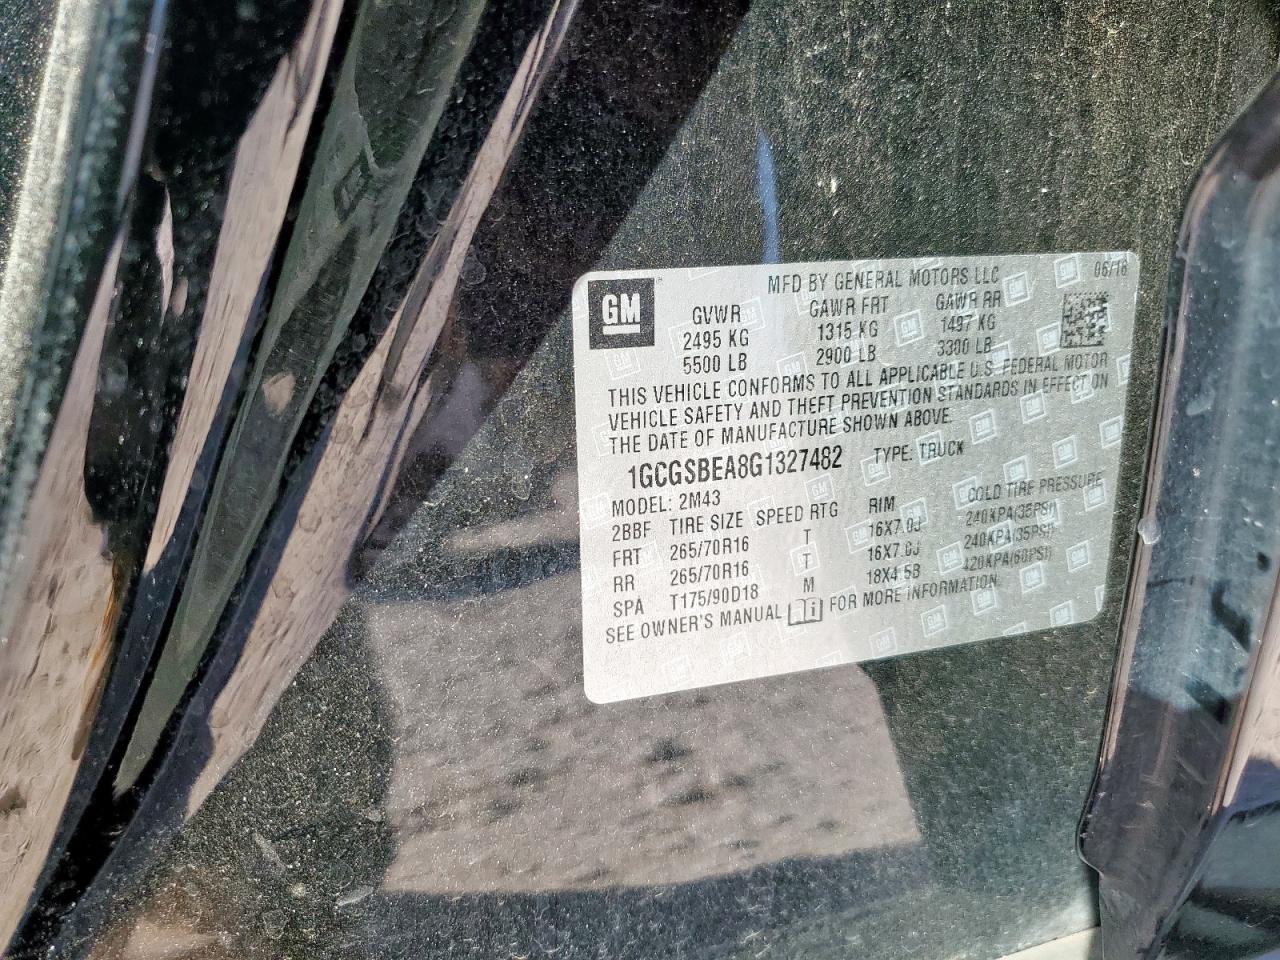 GM
MFD BY GENERAL MOTORS LLC 06/16
GVWR GAWR FRT GAWR RR
2495 KG 1315 KG 1497 KG
5500 LB 2900 LB 3300 LB
THIS VEHICLE CONFORMS TO ALL APPLICABLE U.S. FEDERAL MOTOR
VEHICLE SAFETY AND THEFT PREVENTION STANDARDS IN EFFECT ON
THE DATE OF MANUFACTURE SHOWN ABOVE.
1GCGSBEA8G1327482 TYPE: TRUCK
MODEL: 2M43
2BBF TIRE SIZE SPEED RTG RIM COLD TIRE PRESSURE
FRT 265/70R16 T 16X7.0J 240KPA(35PSI)
RR 265/70R16 T 16X7.0J 240KPA(35PSI)
SPA T175/90D18 M 18X4.5B 420KPA(60PSI)
SEE OWNER'S MANUAL FOR MORE INFORMATION.